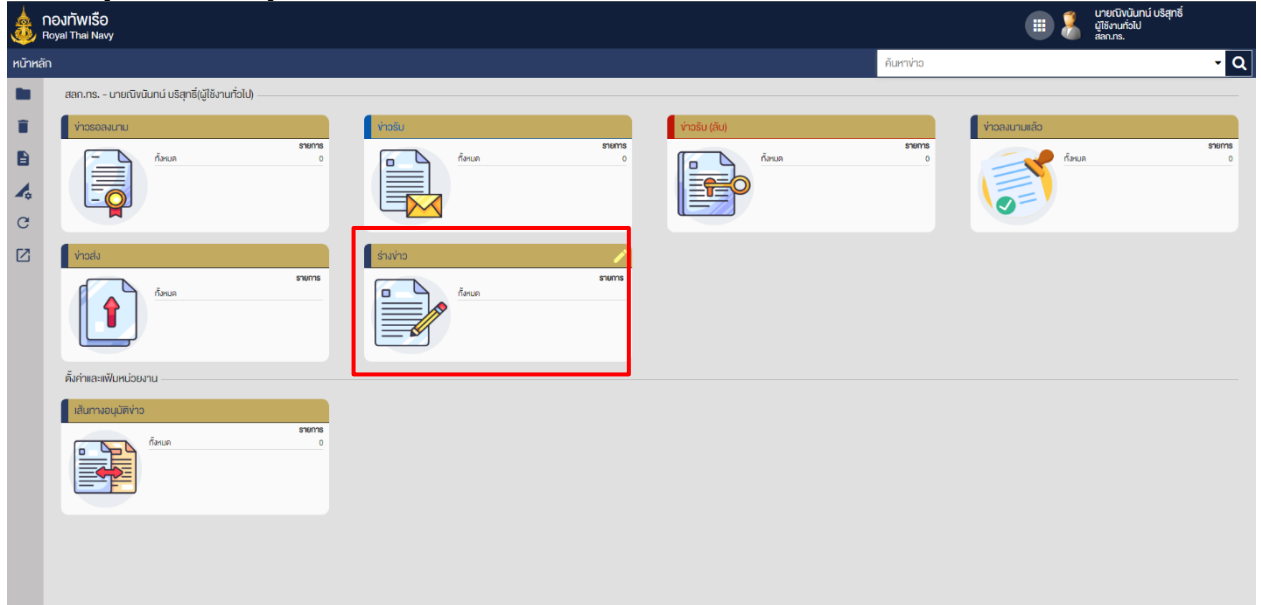 กองทัพเรือ
Royal Thai Navy
นายณิงนันทน์ บริสุทธิ์
ผู้ใช้งานทั่วไป
สลก.ทร.
หน้าหลัก
ค้นหาข่าว
สลก.ทร. - นายณิงนันทน์ บริสุทธิ์(ผู้ใช้งานทั่วไป)
ข่าวรอลงนาม
รายการ
ทั้งหมด 0
ข่าวรับ
รายการ
ทั้งหมด 0
ข่าวรับ (ลับ)
รายการ
ทั้งหมด 0
ข่าวลงนามแล้ว
รายการ
ทั้งหมด 0
ข่าวส่ง
รายการ
ทั้งหมด
ร่างข่าว
รายการ
ทั้งหมด
ตั้งค่าและแฟ้มหน่วยงาน
เส้นทางอนุมัติข่าว
รายการ
ทั้งหมด 0